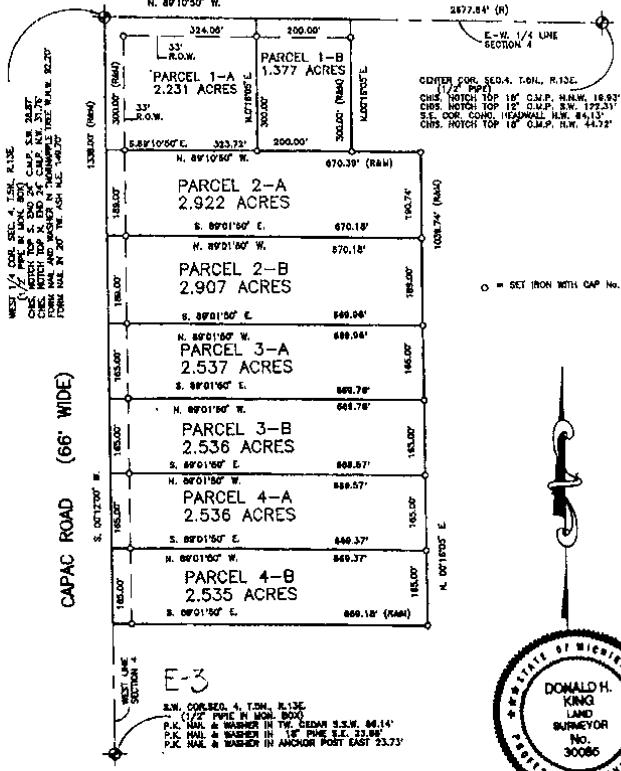 N. 89°10'50" W.
2677.84' (R)
E.-W. 1/4 LINE
SECTION 4
324.06'
200.00'
33'
R.O.W.
PARCEL 1-A
2.231 ACRES
PARCEL 1-B
1.377 ACRES
300.00' (R&M)
33'
R.O.W.
300.00'
N.00°16'05"E.
300.00' (R&M)
N.00°16'05"E.
CENTER COR. SEC.4, T.6N., R.13E.
(1/2" PIPE)
CHIS. NOTCH TOP 18" C.M.P. N.N.W. 16.93'
CHIS. NOTCH TOP 12" C.M.P. S.W.
S.E. COR. CONC. HEADWALL N.W. 84.13'
CHIS. NOTCH TOP 18" C.M.P. N.W. 44.72'
1338.00' (R&M)
WEST 1/4 COR. SEC. 4, T.6N., R.13E.
(1/2" PIPE IN MON. BOX)
S.89°10'50"E.
323.72'
200.00'
N. 89°10'50" W.
670.39' (R&M)
PARCEL 2-A
2.922 ACRES
189.00'
190.74'
1038.74' (R&M)
S. 89°01'50" E.
670.18'
N. 89°01'50" W.
670.18'
PARCEL 2-B
2.907 ACRES
189.00'
189.00'
S. 89°01'50" E.
669.96'
N. 89°01'50" W.
669.96'
○ = SET IRON WITH CAP No.
PARCEL 3-A
2.537 ACRES
165.00'
165.00'
S. 89°01'50" E.
669.76'
N. 89°01'50" W.
669.76'
PARCEL 3-B
2.536 ACRES
165.00'
165.00'
S. 89°01'50" E.
669.57'
N. 89°01'50" W.
669.57'
PARCEL 4-A
2.536 ACRES
165.00'
165.00'
S. 89°01'50" E.
669.37'
N. 89°01'50" W.
669.37'
PARCEL 4-B
2.535 ACRES
165.00'
165.00'
S. 89°01'50" E.
669.18' (R&M)
CAPAC ROAD (66' WIDE)
S. 00°12'00" W.
N. 00°16'05" E.
WEST LINE
SECTION 4
E-3
S.W. COR.SEC. 4, T.6N., R.13E.
(1/2" PIPE IN MON. BOX)
P.K. NAIL & WASHER IN TW. CEDAR S.S.W. 66.14'
P.K. NAIL & WASHER IN 18" PINE S.E.
P.K. NAIL & WASHER IN ANCHOR POST EAST 23.73'
STATE OF MICHI
DONALD H.
KING
LAND
SURVEYOR
No.
30085